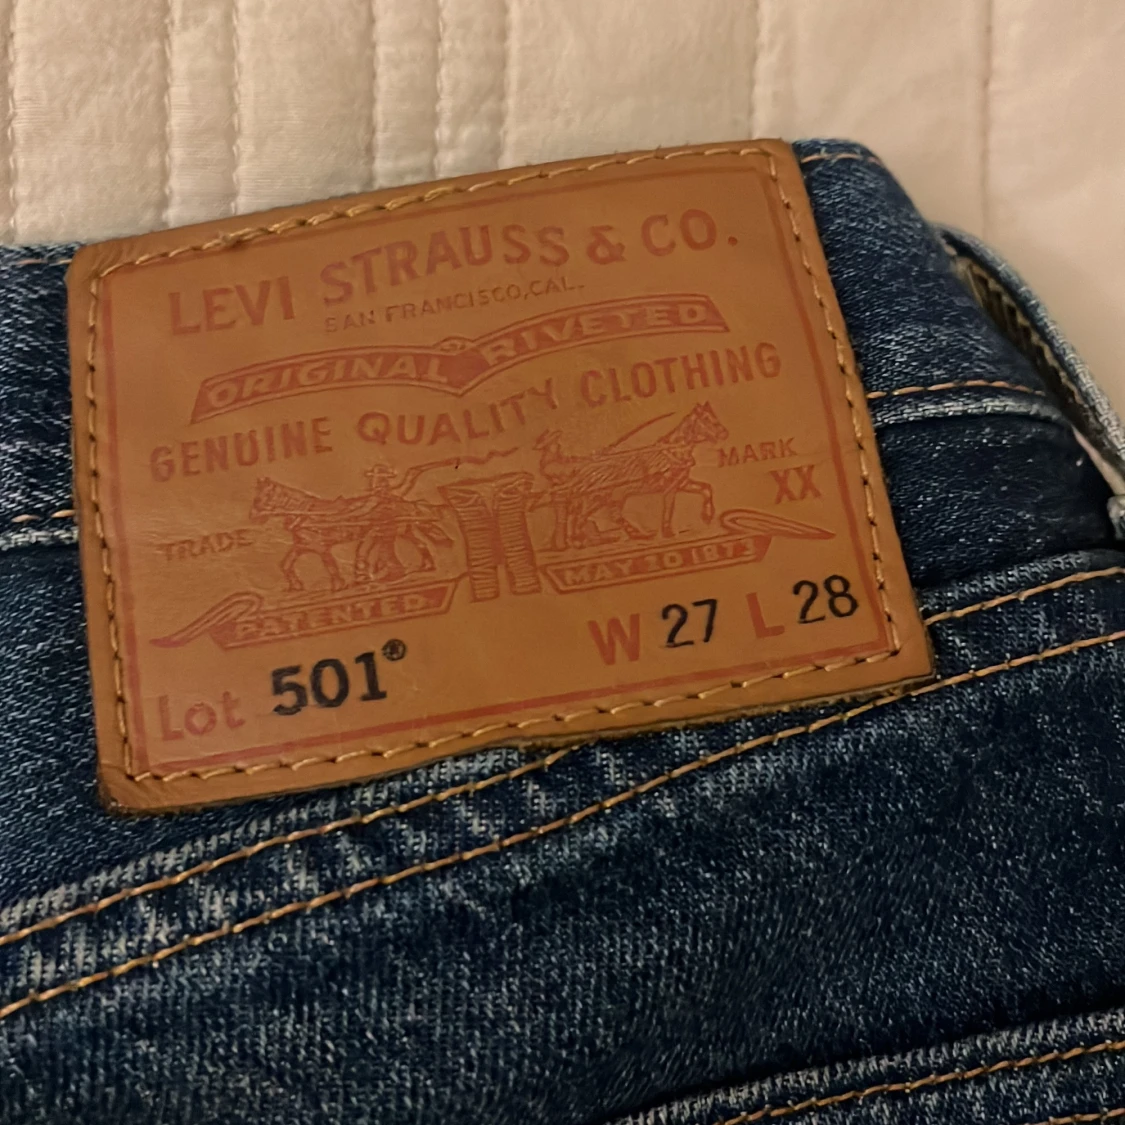 LEVI STRAUSS & CO.
SAN FRANCISCO, CAL.
ORIGINAL ® RIVETED
GENUINE QUALITY CLOTHING
TRADE MARK
XX
PATENTED. MAY 20 1873
Lot 501® W 27 L 28